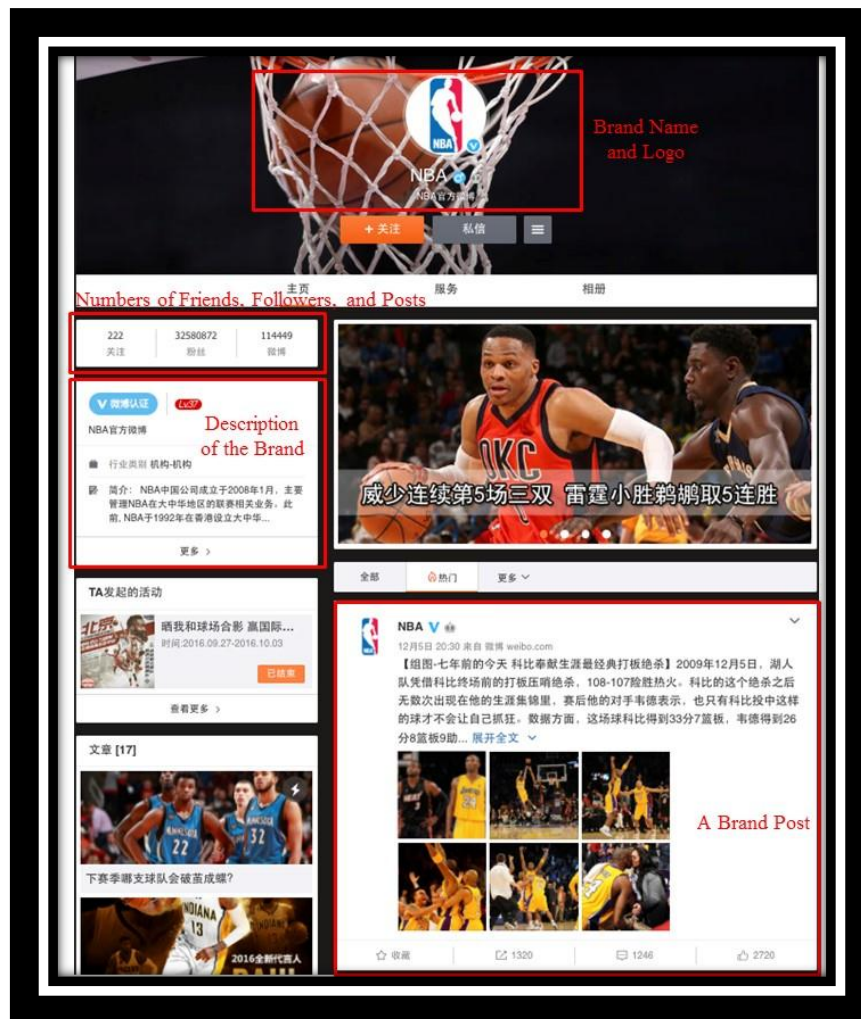 NBA
Brand Name
and Logo
NBA
NBA官方微博
+ 关注
私信
主页
服务
相册
Numbers of Friends, Followers, and Posts
222
32580872
114449
关注
粉丝
微博
V 微博认证
Lv37
NBA官方微博
Description
of the Brand
行业类别 机构-机构
简介: NBA中国公司成立于2008年1月，主要
管理NBA在大中华地区的联赛相关业务。此
前, NBA于1992年在香港设立大中华...
更多 >
OKC
威少连续第5场三双 雷霆小胜鹈鹕取5连胜
全部
热门
更多
TA发起的活动
晒我和球场合影 赢国际...
时间:2016.09.27-2016.10.03
已结束
查看更多 >
NBA
12月5日 20:30 来自 微博 weibo.com
【组图-七年前的今天 科比奉献生涯最经典打板绝杀】2009年12月5日，湖人
队凭借科比终场前的打板压哨绝杀，108-107险胜热火。科比的这个绝杀之后
无数次出现在他的生涯集锦里，赛后他的对手韦德表示，也只有科比投中这样
的球才不会让自己抓狂。数据方面，这场球科比得到33分7篮板，韦德得到26
分8篮板9助... 展开全文
A Brand Post
文章 [17]
22
32
下赛季哪支球队会破茧成蝶?
INDIANA
13
2016全新代言人
收藏
1320
1246
2720